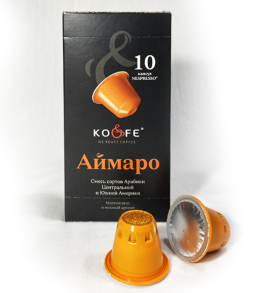 10
капсул
NESPRESSO*
KO&FE®
WE ROAST COFFEE
Аймаро
Смесь сортов Арабики
Центральной
и Южной Америки